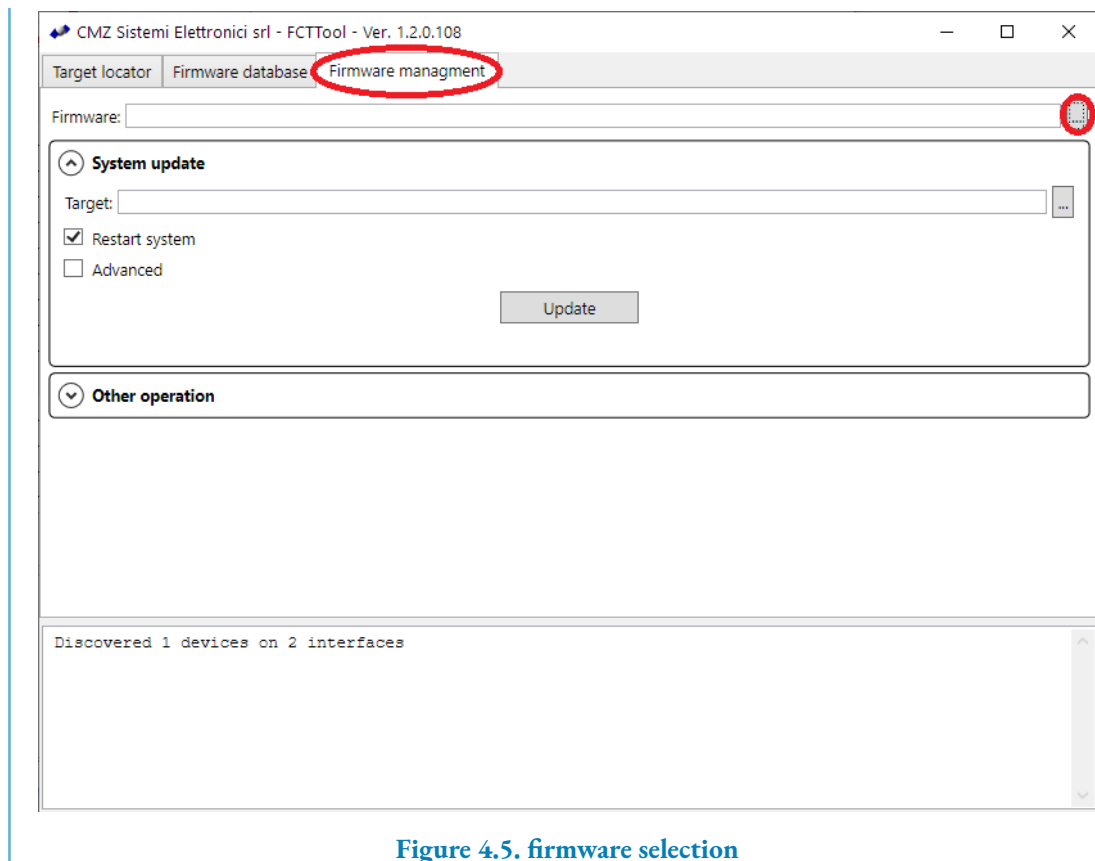 CMZ Sistemi Elettronici srl - FCTTool - Ver. 1.2.0.108
Target locator Firmware database Firmware managment
Firmware: ...
System update
Target: ...
Restart system
Advanced
Update
Other operation
Discovered 1 devices on 2 interfaces
Figure 4.5. firmware selection